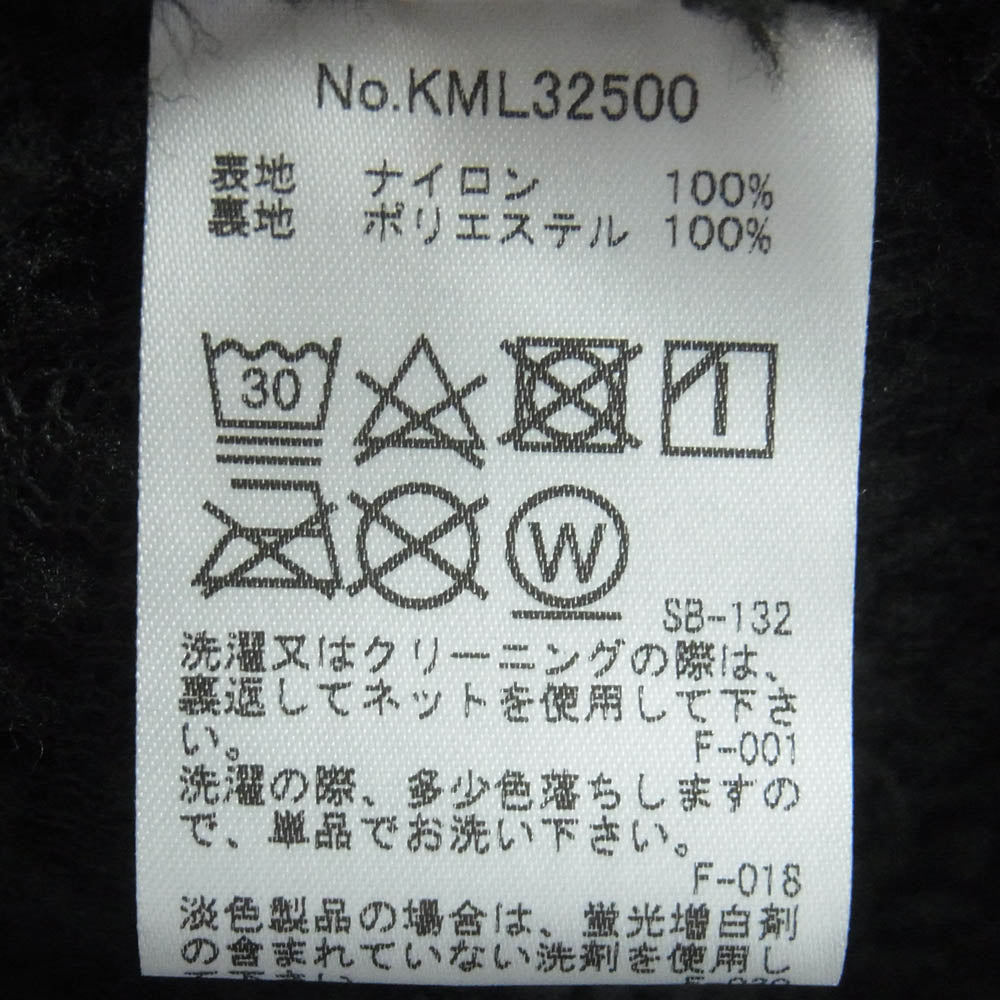 No.KML32500
表地 ナイロン 100%
裏地 ポリエステル 100%
30
W
SB-132
洗濯又はクリーニングの際は、
裏返してネットを使用して下さ
い。
F-001
洗濯の際、多少色落ちしますの
で、単品でお洗い下さい。
F-018
淡色製品の場合は、蛍光増白剤
の含まれていない洗剤を使用し